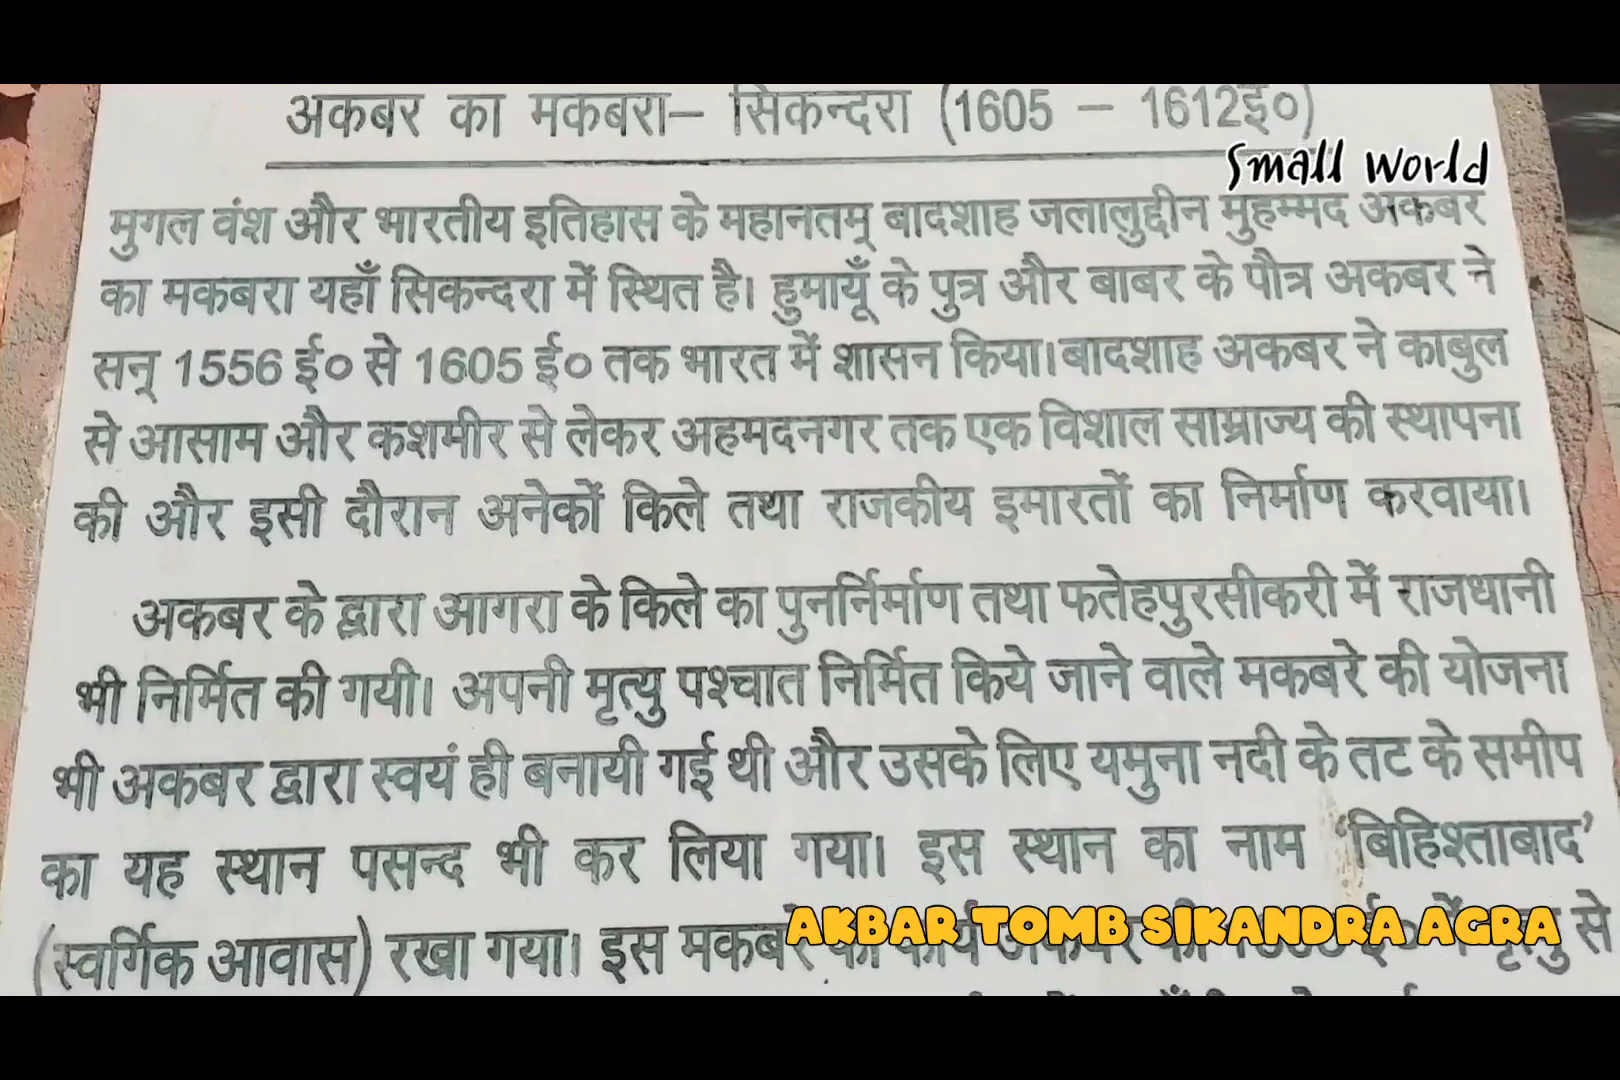 अकबर का मकबरा– सिकन्दरा (1605 – 1612ई०)
Small World
मुगल वंश और भारतीय इतिहास के महानतम् बादशाह जलालुद्दीन मुहम्मद अकबर
का मकबरा यहाँ सिकन्दरा में स्थित है। हुमायूँ के पुत्र और बाबर के पौत्र अकबर ने
सन् 1556 ई० से 1605 ई० तक भारत में शासन किया।बादशाह अकबर ने काबुल
से आसाम और कशमीर से लेकर अहमदनगर तक एक विशाल साम्राज्य की स्थापना
की और इसी दौरान अनेकों किले तथा राजकीय इमारतों का निर्माण करवाया।
अकबर के द्वारा आगरा के किले का पुनर्निर्माण तथा फतेहपुरसीकरी में राजधानी
भी निर्मित की गयी। अपनी मृत्यु पश्चात निर्मित किये जाने वाले मकबरे की योजना
भी अकबर द्वारा स्वयं ही बनायी गई थी और उसके लिए यमुना नदी के तट के समीप
का यह स्थान पसन्द भी कर लिया गया। इस स्थान का नाम 'बिहिश्ताबाद'
(स्वर्गिक आवास) रखा गया। इस मकबरे का कार्य अकबर की ई० में मृत्यु से
AKBAR TOMB SIKANDRA AGRA